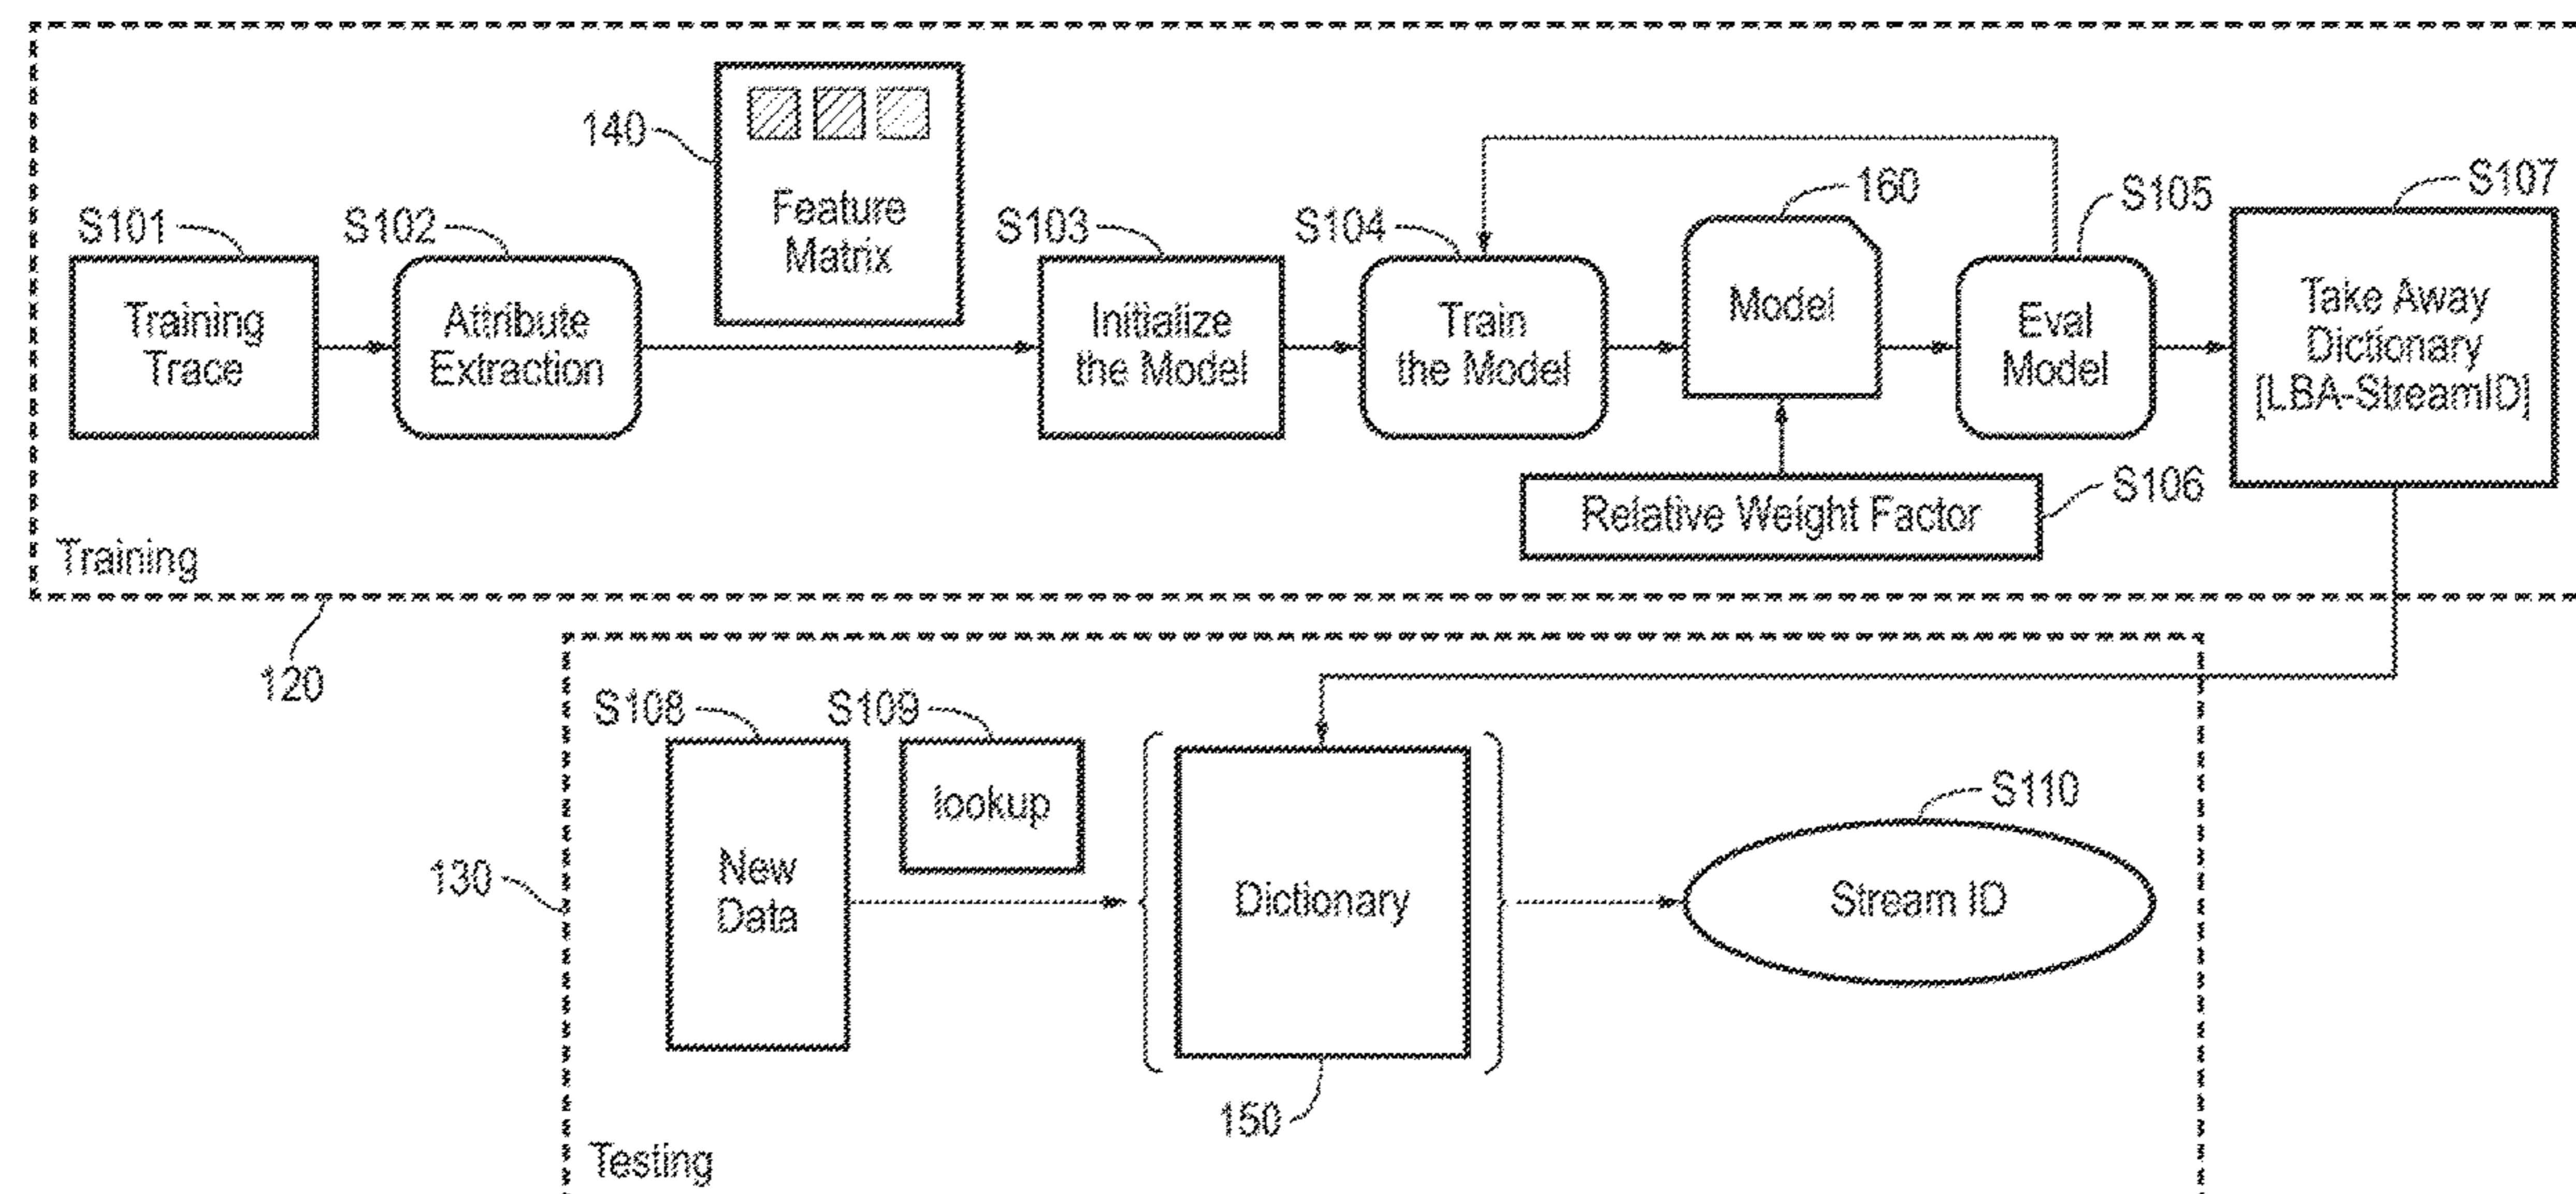 140
Feature
Matrix
S101
Training
Trace
S102
Attribute
Extraction
S103
Initialize
the Model
S104
Train
the Model
160
Model
S105
Eval
Model
S107
Take Away
Dictionary
[LBA-StreamID]
Relative Weight Factor
S106
Training
120
130
S108
New
Data
S109
lookup
Dictionary
150
S110
Stream ID
Testing